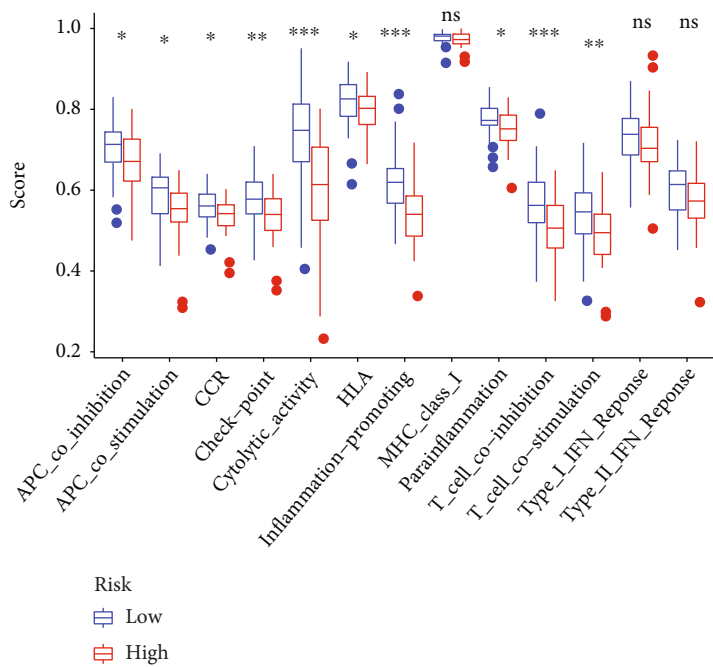 ns
* * * ** *** * *** * *** ** ns ns
1.0
0.8
0.6
0.4
0.2
Score
APC_co_inhibition
APC_co_stimulation
CCR
Check-point
Cytolytic_activity
HLA
Inflammation-promoting
MHC_class_I
Parainflammation
T_cell_co-inhibition
T_cell_co-stimulation
Type_I_IFN_Reponse
Type_II_IFN_Reponse
Risk
Low
High